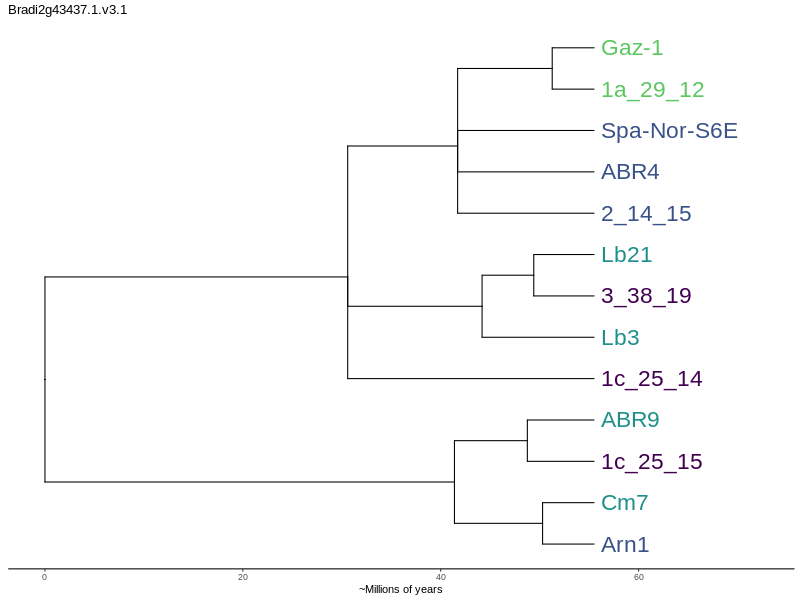 Bradi2g43437.1.v3.1
Gaz-1
1a_29_12
Spa-Nor-S6E
ABR4
2_14_15
Lb21
3_38_19
Lb3
1c_25_14
ABR9
1c_25_15
Cm7
Arn1
0 20 40 60
~Millions of years